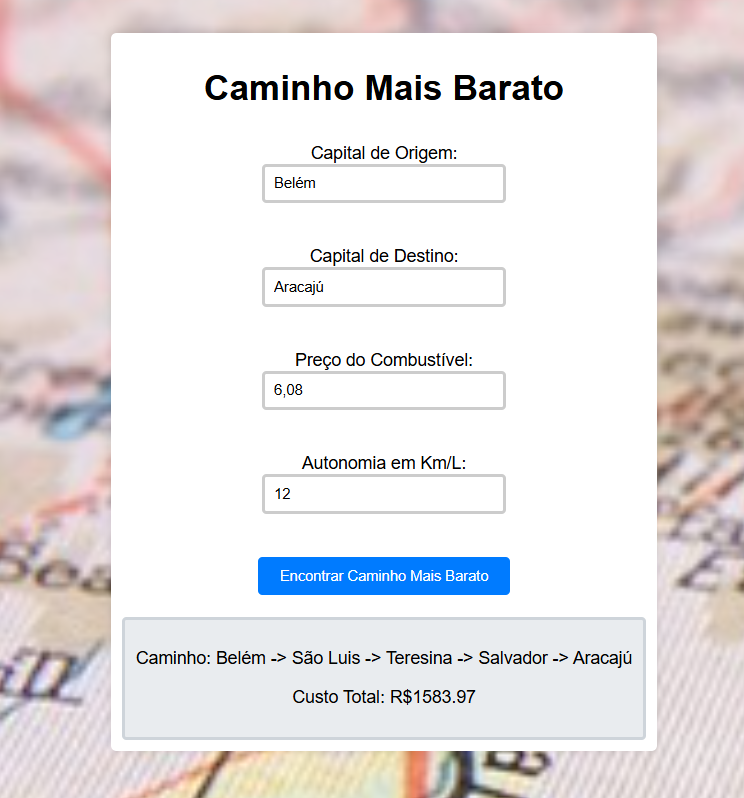 Caminho Mais Barato
Capital de Origem:
Belém
Capital de Destino:
Aracajú
Preço do Combustível:
6,08
Autonomia em Km/L:
12
Encontrar Caminho Mais Barato
Caminho: Belém -> São Luis -> Teresina -> Salvador -> Aracajú
Custo Total: R$1583.97